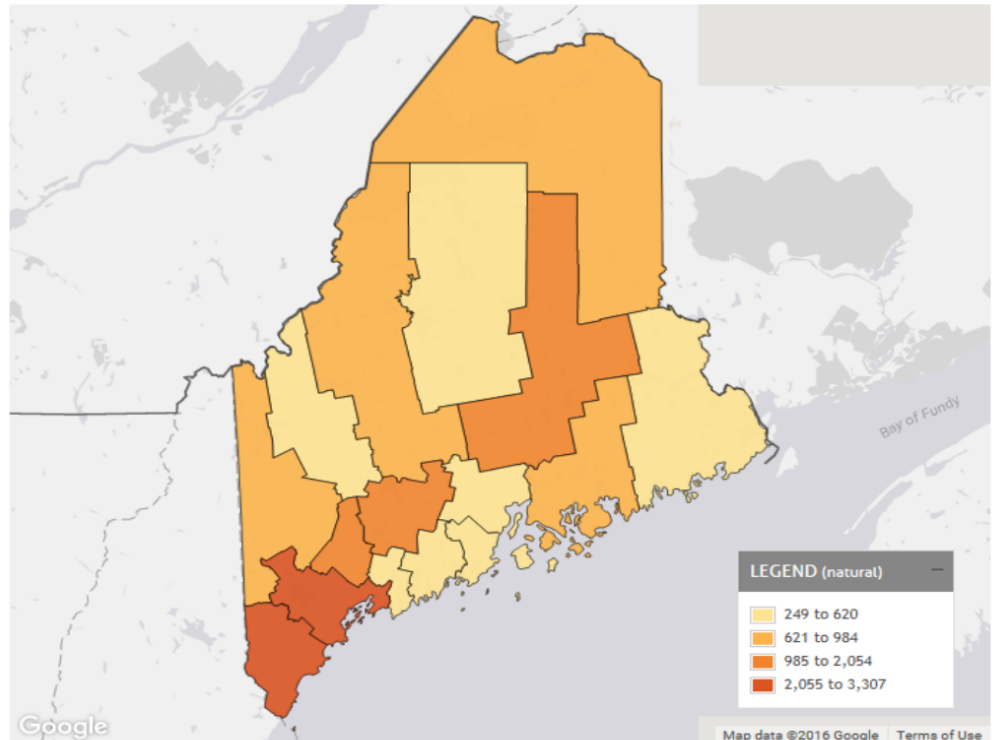 Bay of Fundy
LEGEND (natural)
249 to 620
621 to 984
985 to 2,054
2,055 to 3,307
Google
Map data ©2016 Google
Terms of Use